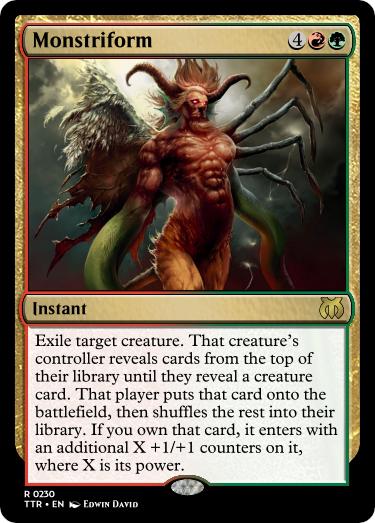 Monstriform 4
Instant
Exile target creature. That creature's
controller reveals cards from the top of
their library until they reveal a creature
card. That player puts that card onto the
battlefield, then shuffles the rest into their
library. If you own that card, it enters with
an additional X +1/+1 counters on it,
where X is its power.
R 0230
TTR • EN Edwin David